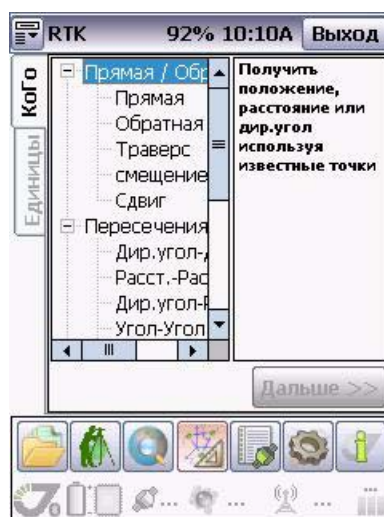 RTK 92% 10:10A Выход
КоГо
Единицы
Прямая / Обр
Прямая
Обратная
Траверс
смещение
Сдвиг
Пересечения
Дир.угол-
Расст.-Рас
Дир.угол-
Угол-Угол
Получить
положение,
расстояние или
дир.угол
используя
известные точки
Дальше >>